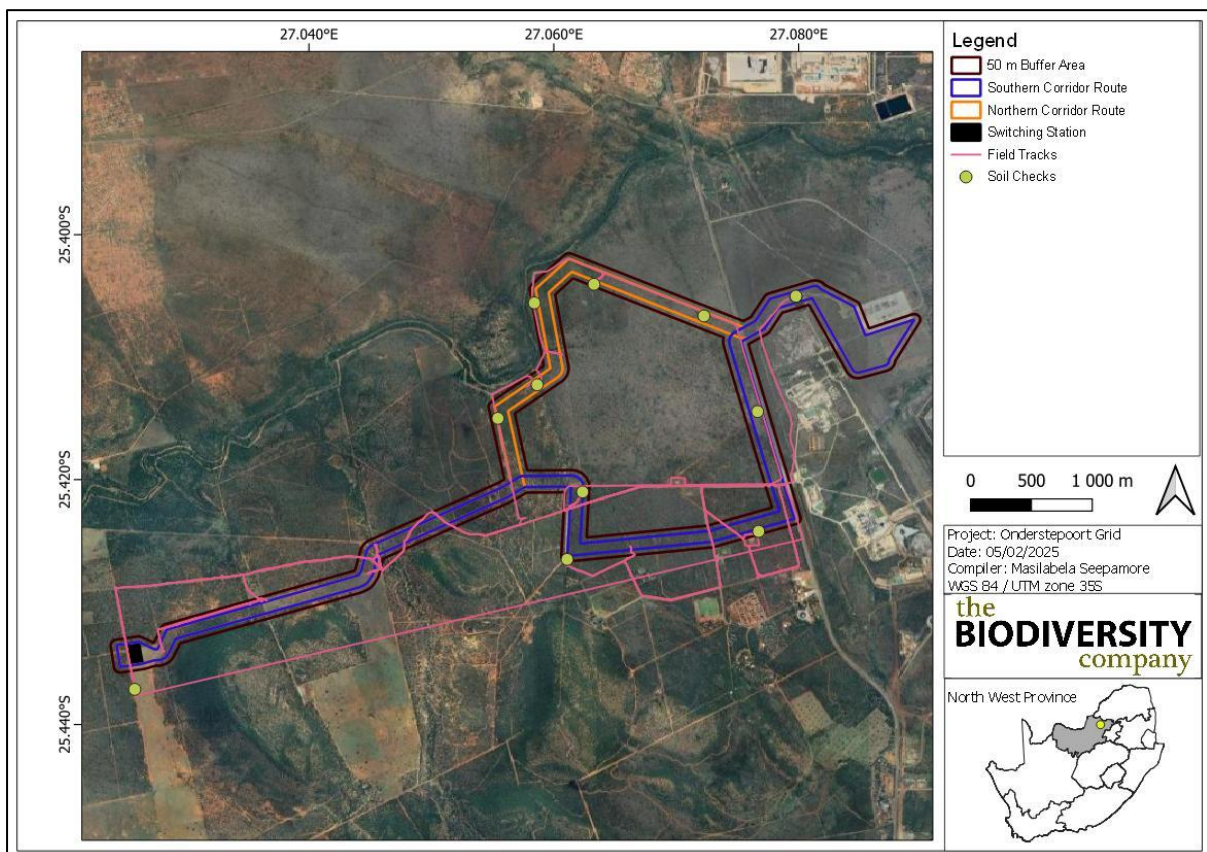 27.040°E
27.060°E
27.080°E
25.400°S
25.420°S
25.440°S
Legend
50 m Buffer Area
Southern Corridor Route
Northern Corridor Route
Switching Station
Field Tracks
Soil Checks
0 500 1 000 m
Project: Onderstepoort Grid
Date: 05/02/2025
Compiler: Masilabela Seepamore
WGS 84 / UTM zone 35S
the
BIODIVERSITY
company
North West Province